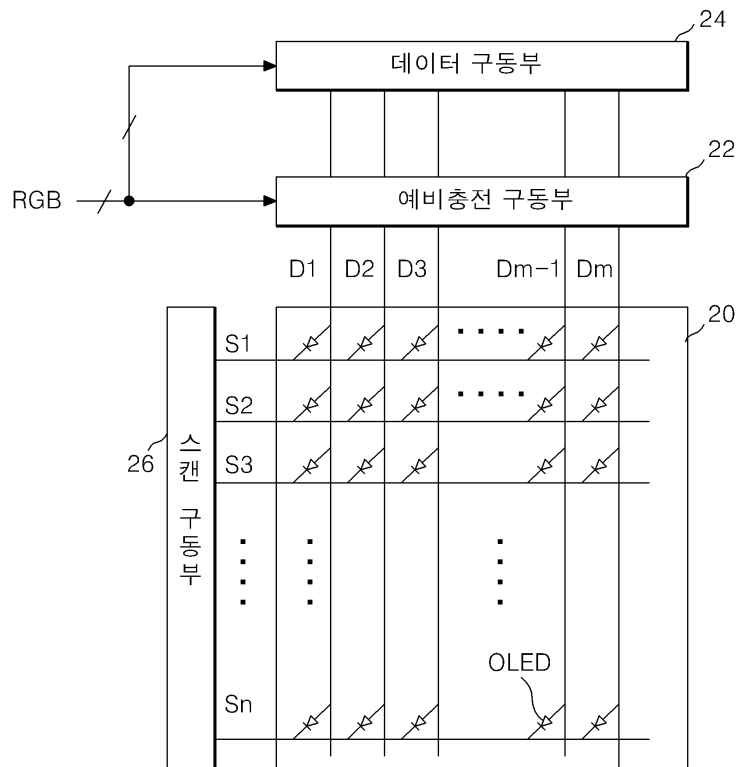 24
데이터 구동부
22
RGB
예비충전 구동부
D1 D2 D3 Dm-1 Dm
20
S1
S2
26
스캔 구동부
S3
OLED
Sn